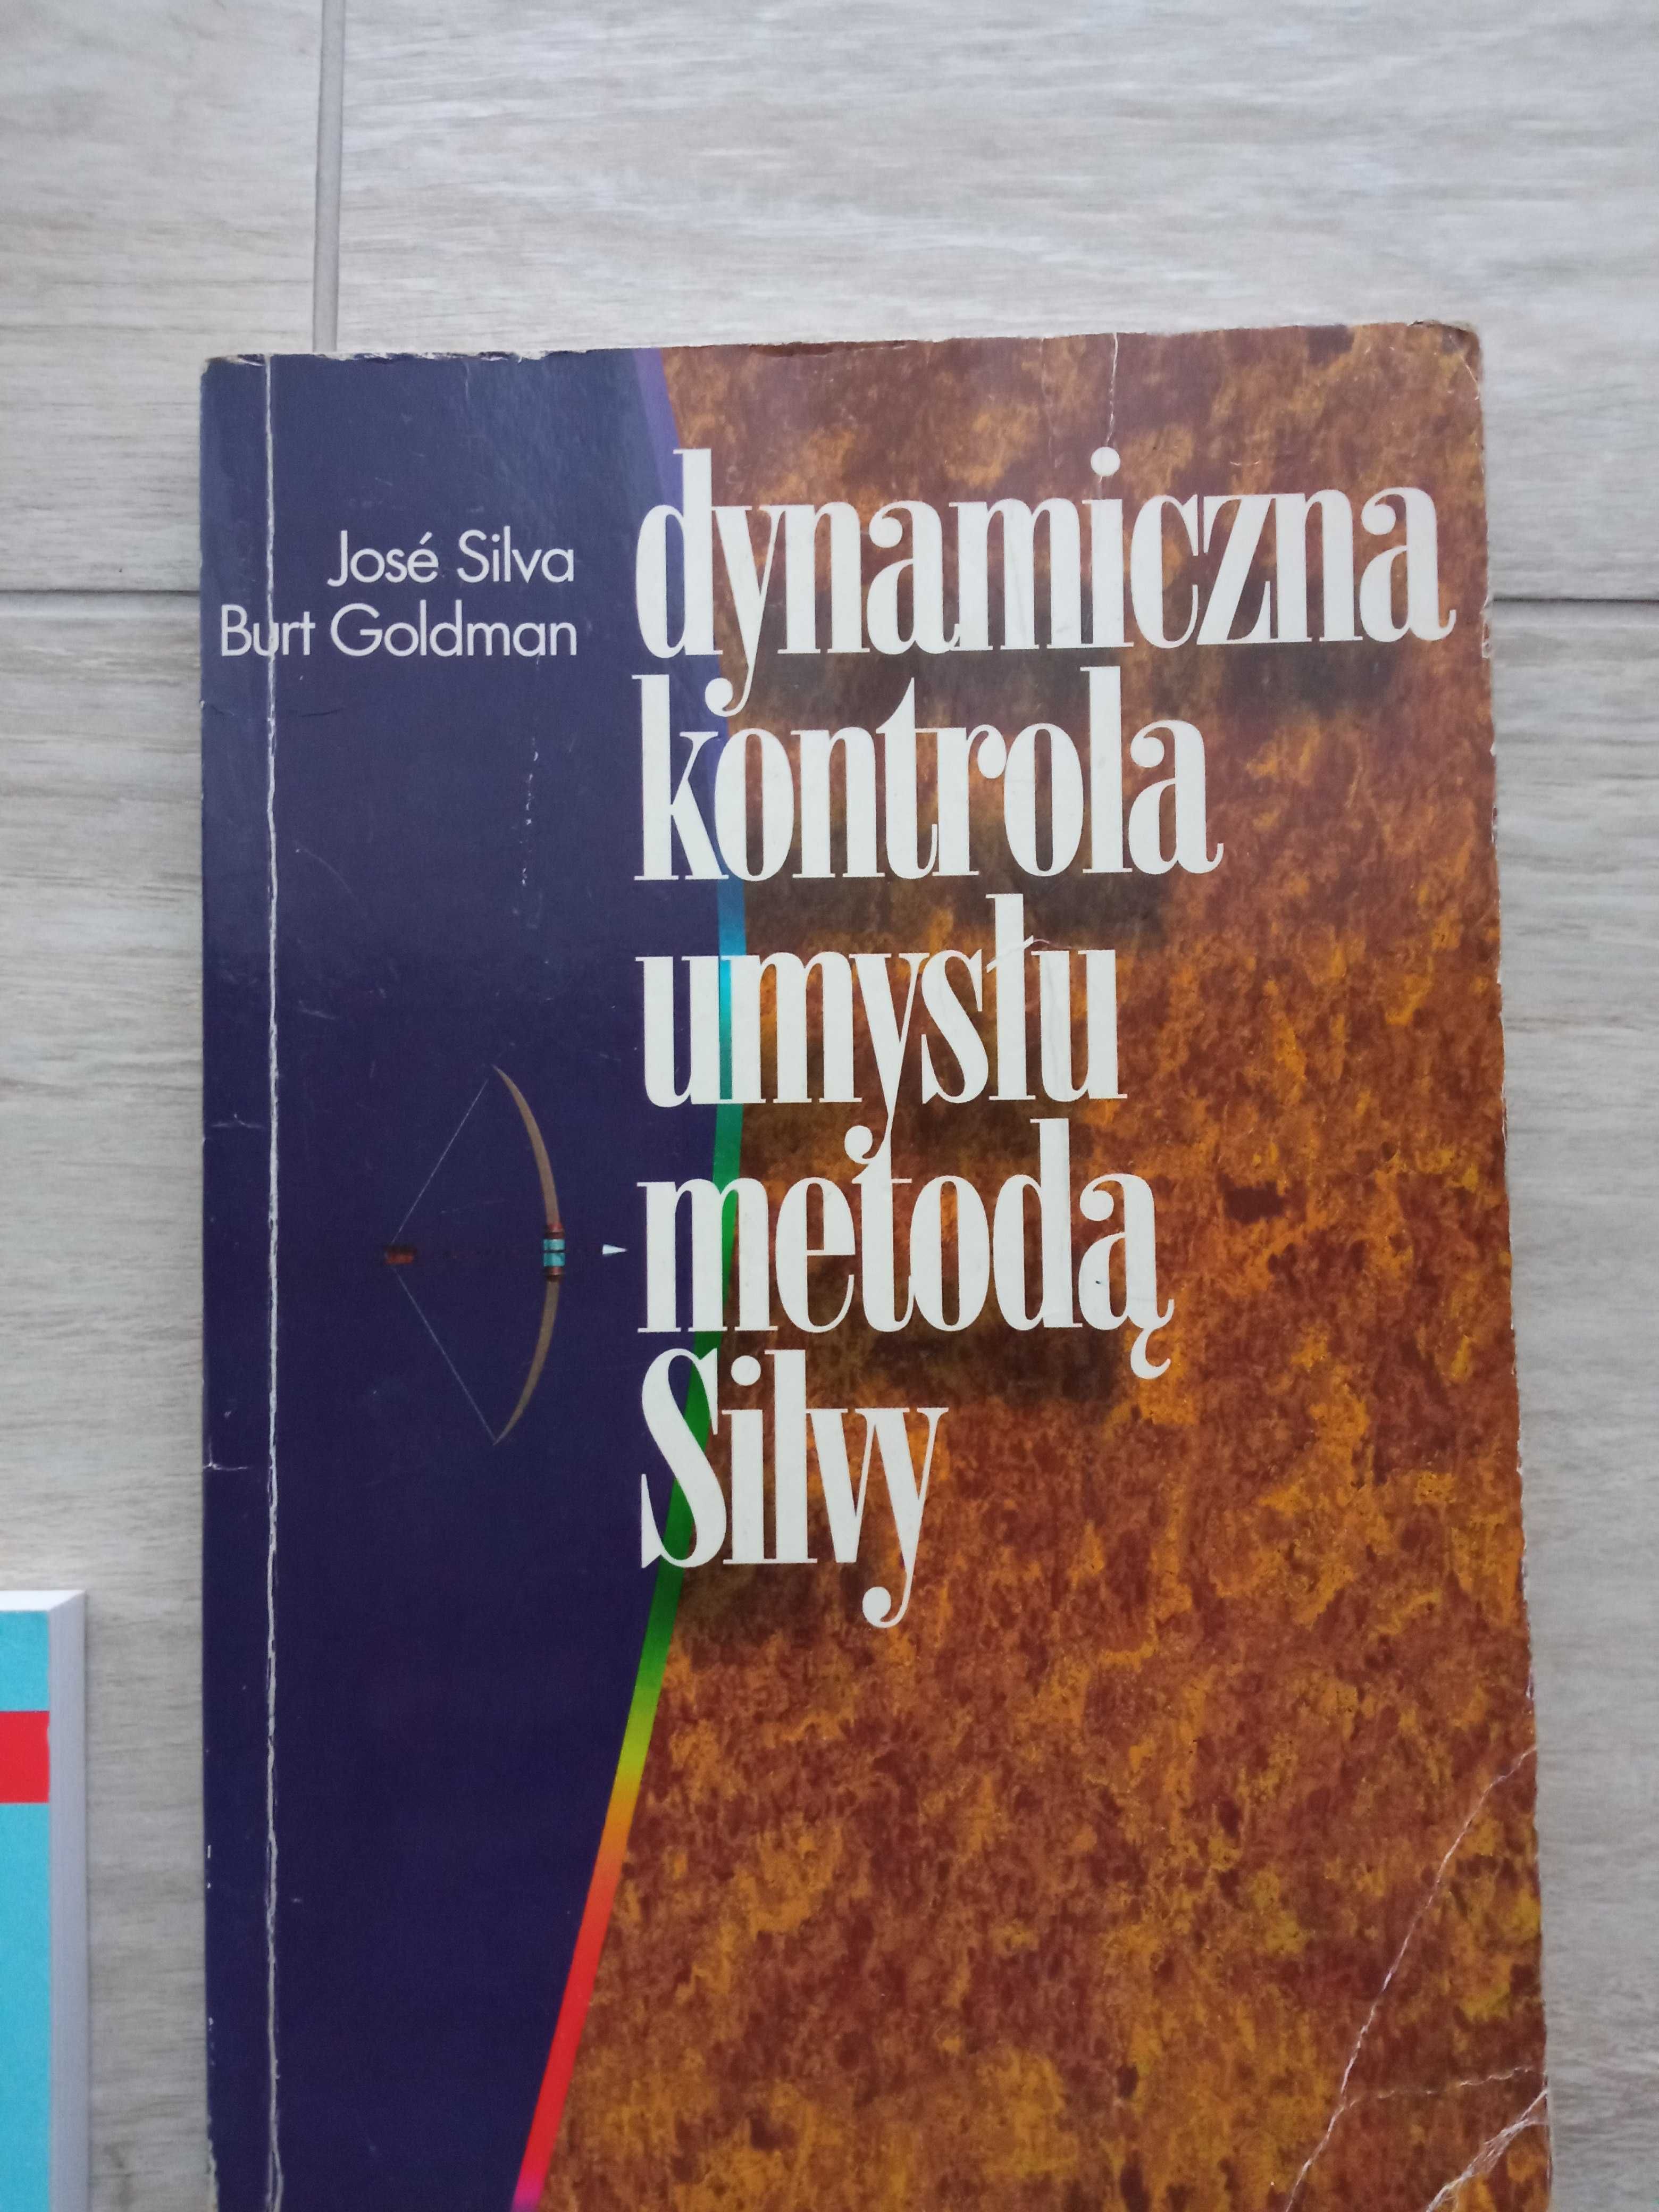 José Silva
Burt Goldman
dynamiczna
kontrola
umysłu
metodą
Silvy